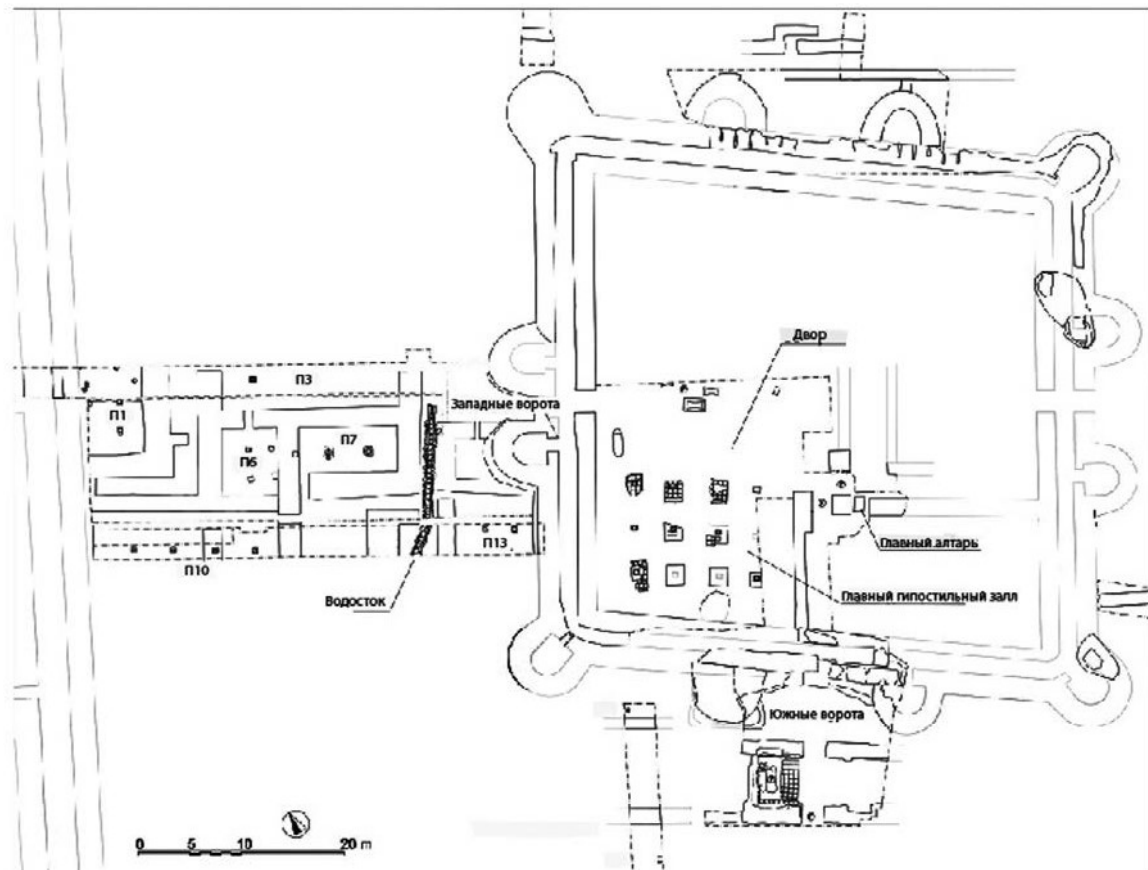 Двор
П3
Западные ворота
П1
П7
П6
П13
Главный алтарь
П10
Водосток
Главный гипостильный залл
Южные ворота
0 5 10 20 m